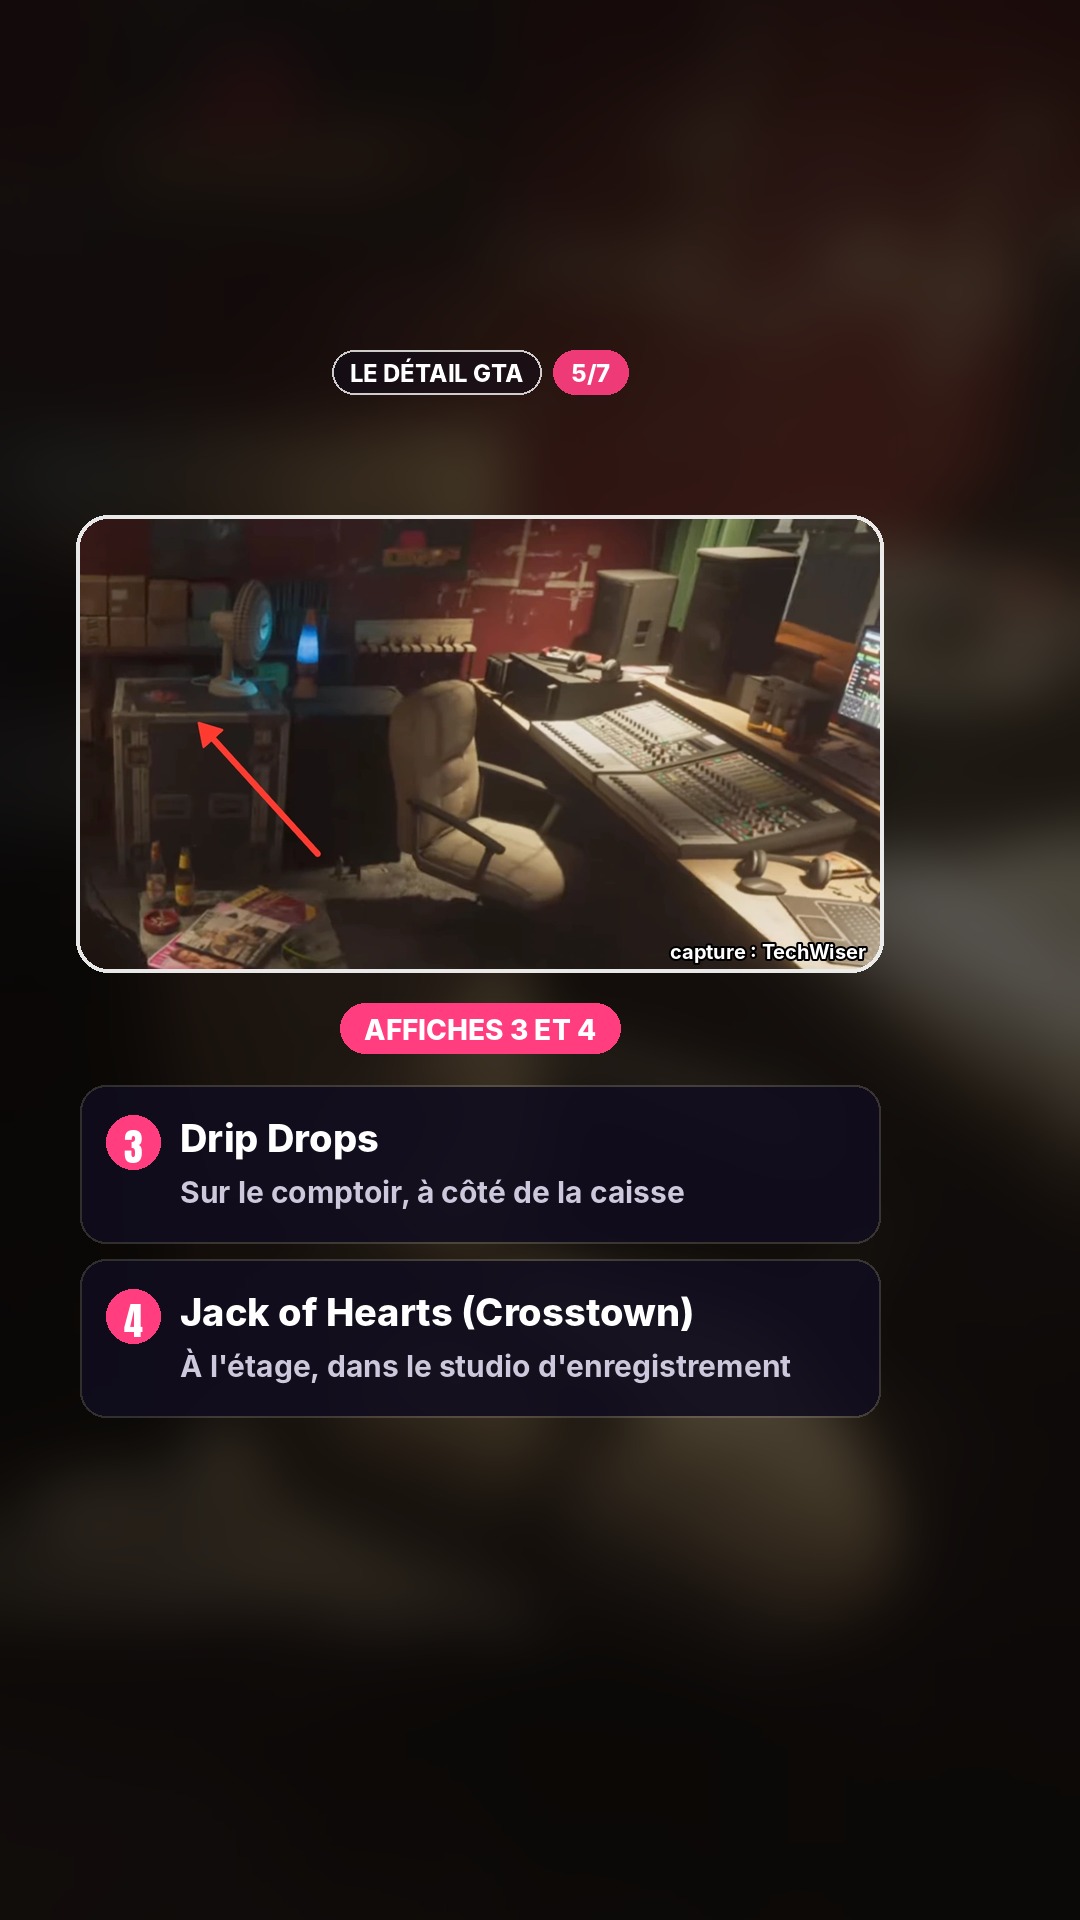 LE DÉTAIL GTA 5/7
capture : TechWiser
AFFICHES 3 ET 4
3 Drip Drops
Sur le comptoir, à côté de la caisse
4 Jack of Hearts (Crosstown)
À l'étage, dans le studio d'enregistrement